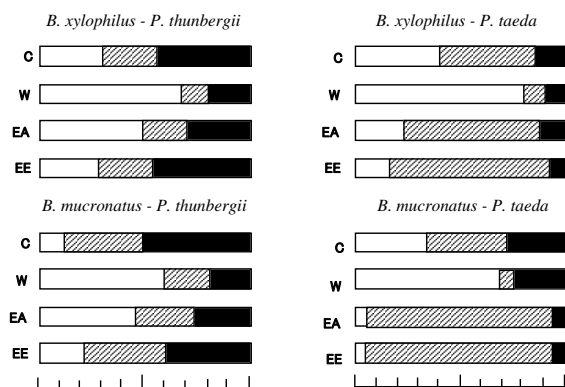 B. xylophilus - P. thunbergii
C
W
EA
EE
B. xylophilus - P. taeda
C
W
EA
EE
B. mucronatus - P. thunbergii
C
W
EA
EE
B. mucronatus - P. taeda
C
W
EA
EE